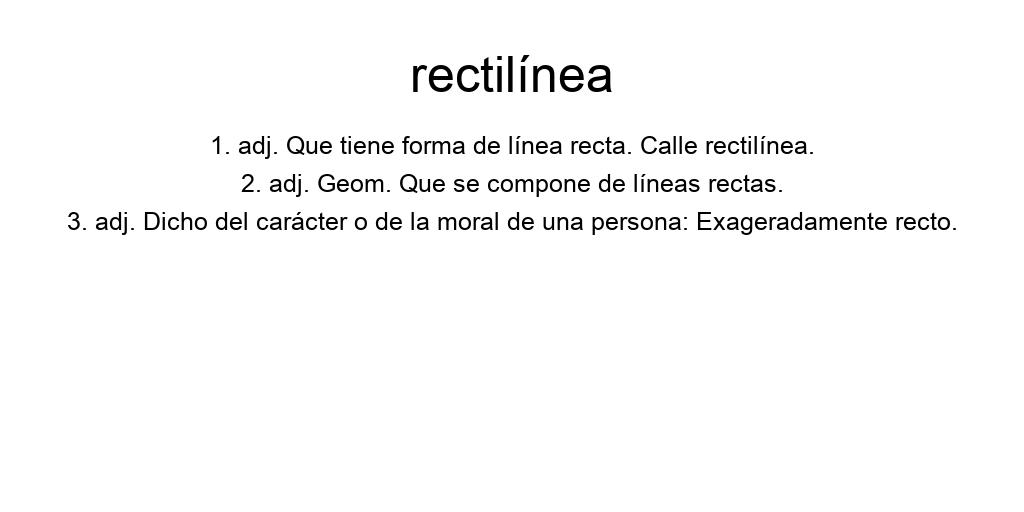 rectilínea
1. adj. Que tiene forma de línea recta. Calle rectilínea.
2. adj. Geom. Que se compone de líneas rectas.
3. adj. Dicho del carácter o de la moral de una persona: Exageradamente recto.